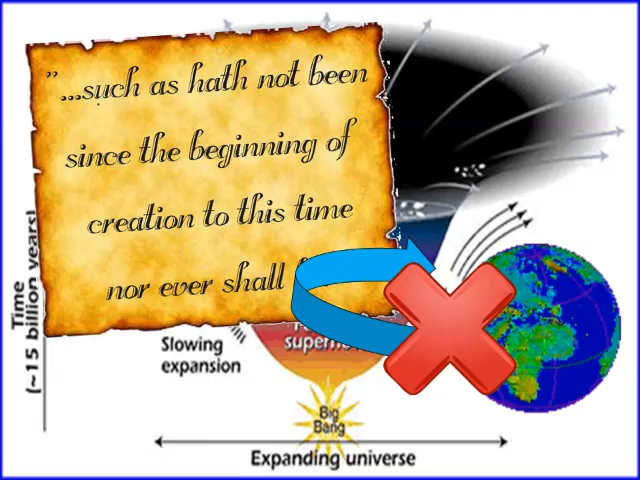 "...such as hath not been
since the beginning of
creation to this time
nor ever shall
Time
(~15 billion years)
Slowing
expansion
Big
Bang
Expanding universe